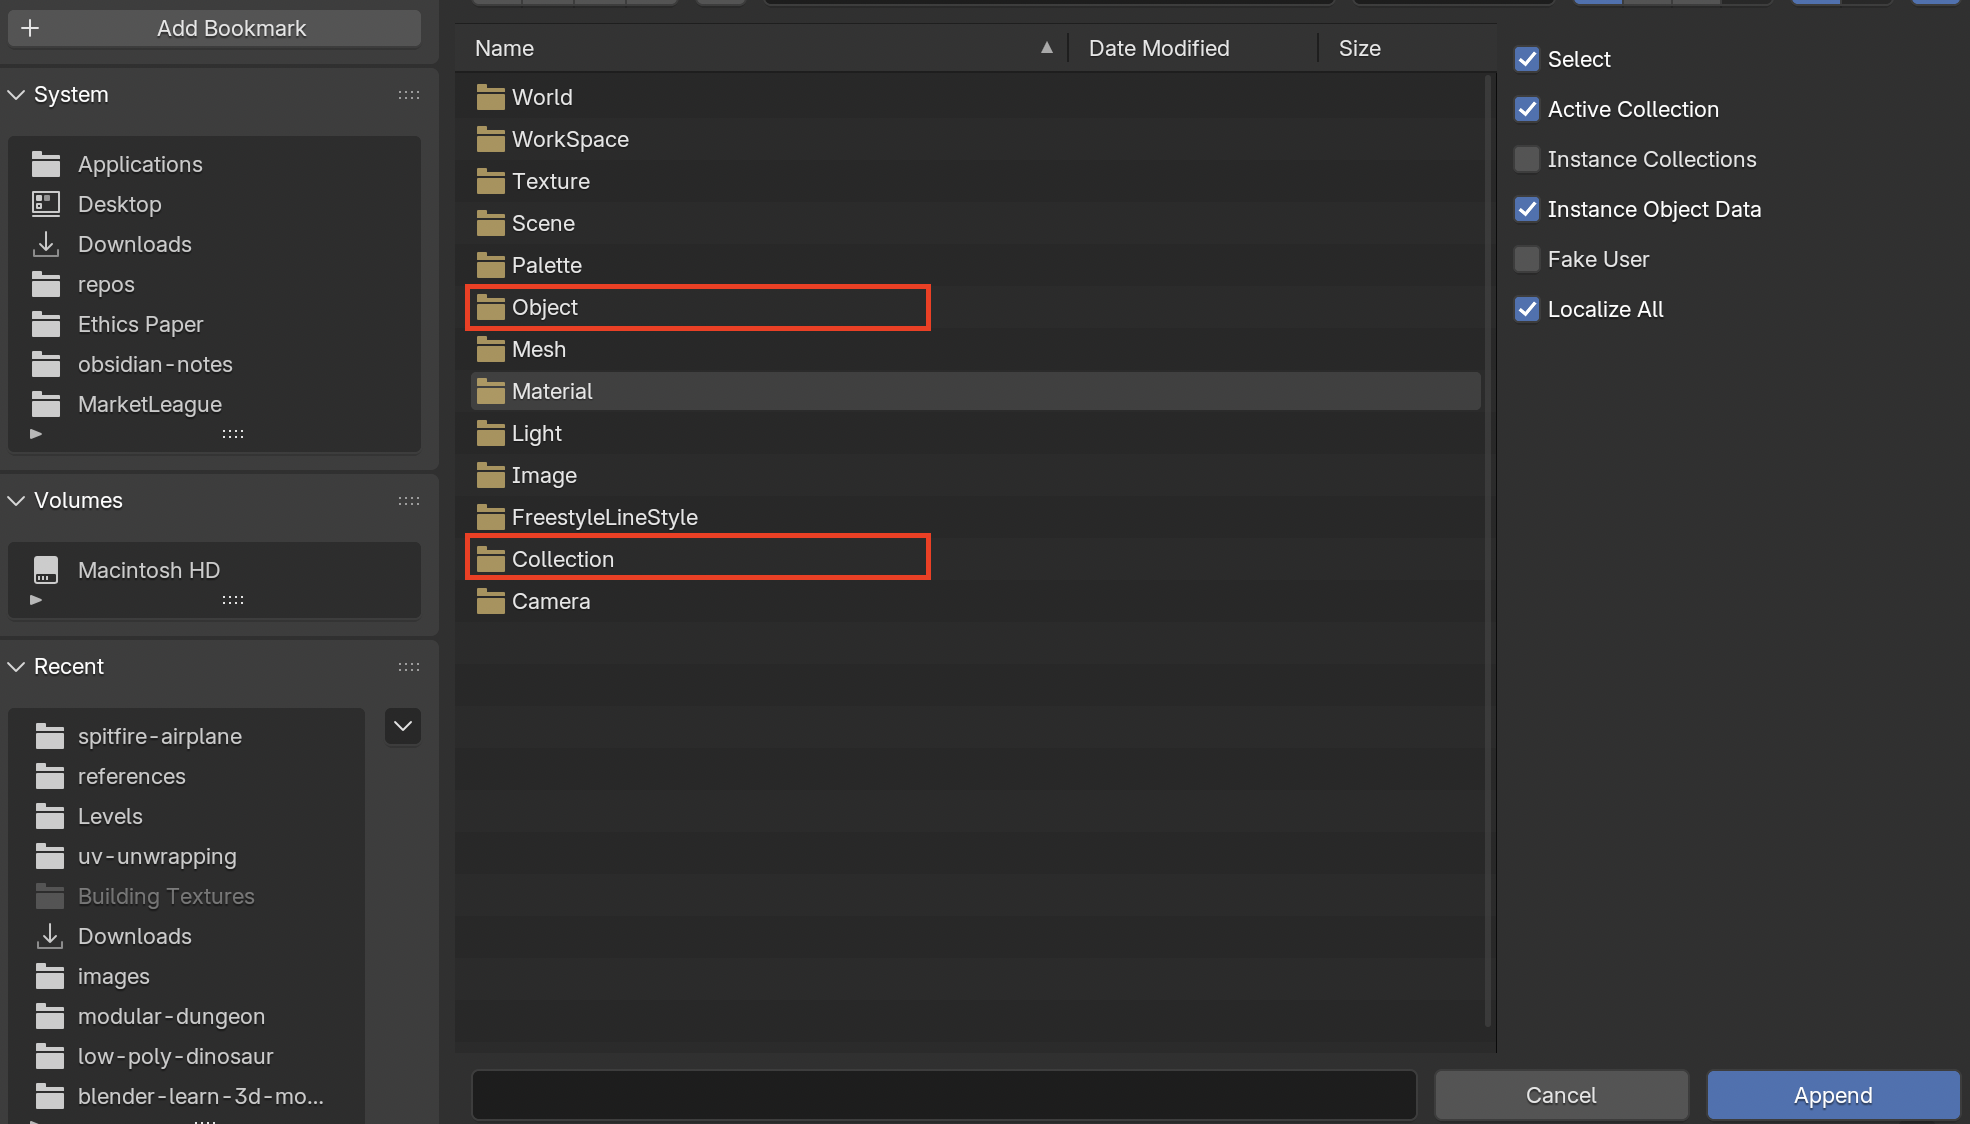 Add Bookmark
System
Applications
Desktop
Downloads
repos
Ethics Paper
obsidian-notes
MarketLeague
Volumes
Macintosh HD
Recent
spitfire-airplane
references
Levels
uv-unwrapping
Building Textures
Downloads
images
modular-dungeon
low-poly-dinosaur
blender-learn-3d-mo...
Name Date Modified Size
World
WorkSpace
Texture
Scene
Palette
Object
Mesh
Material
Light
Image
FreestyleLineStyle
Collection
Camera
Select
Active Collection
Instance Collections
Instance Object Data
Fake User
Localize All
Cancel Append